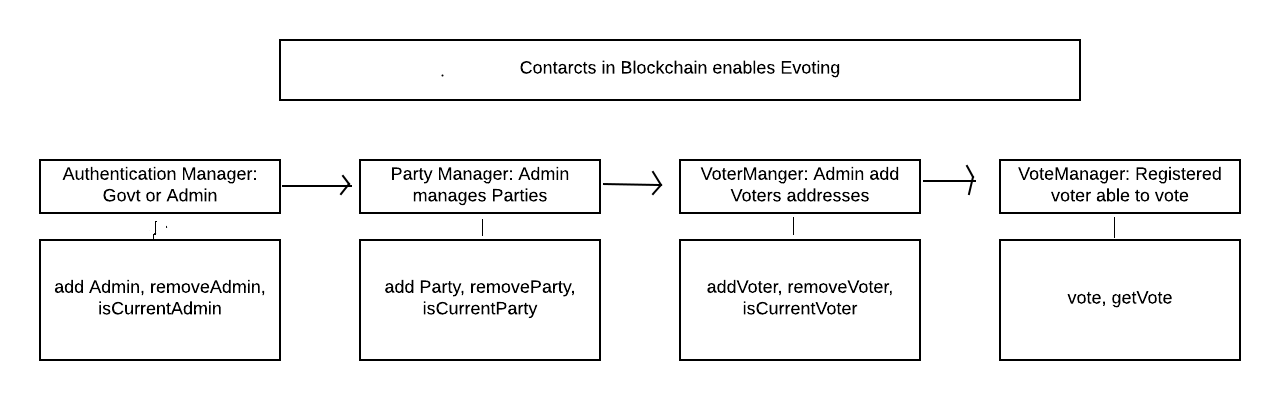 Contarcts in Blockchain enables Evoting
Authentication Manager:
Govt or Admin
Party Manager: Admin
manages Parties
VoterManger: Admin add
Voters addresses
VoteManager: Registered
voter able to vote
add Admin, removeAdmin,
isCurrentAdmin
add Party, removeParty,
isCurrentParty
addVoter, removeVoter,
isCurrentVoter
vote, getVote